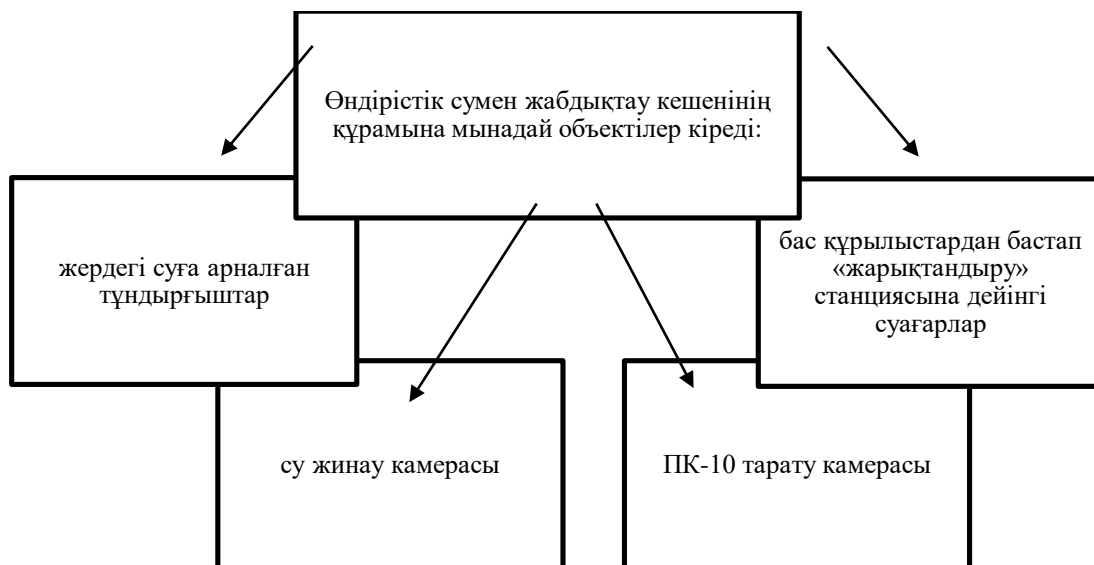 Өндірістік сумен жабдықтау кешенінің
құрамына мынадай объектілер кіреді:
жердегі суға арналған
тұндырғыштар
бас құрылыстардан бастап
«жарықтандыру»
станциясына дейінгі
суағарлар
су жинау камерасы
ПК-10 тарату камерасы